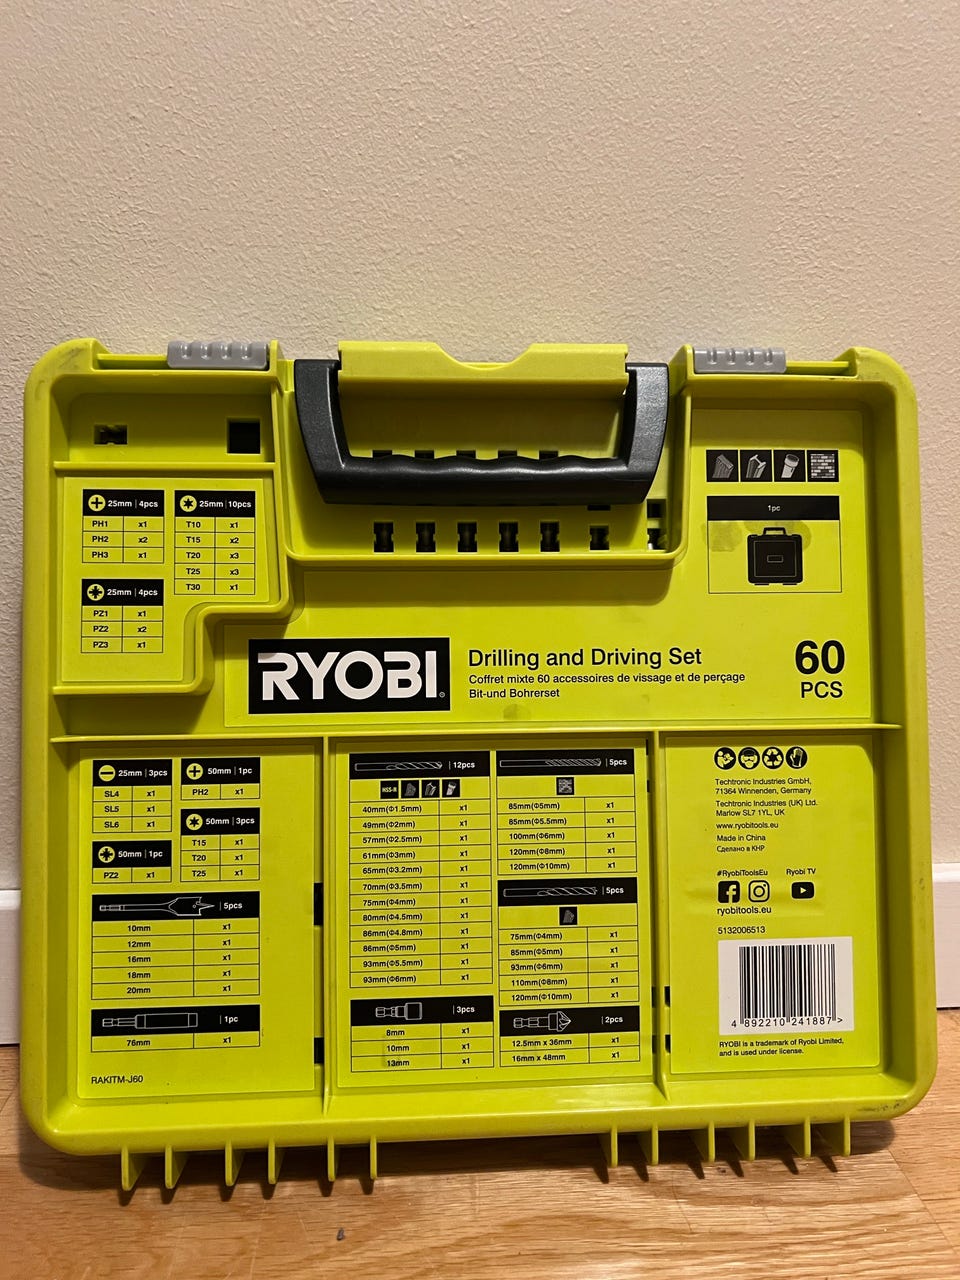 25mm | 4pcs
PH1 x1
PH2 x2
PH3 x1
25mm | 4pcs
PZ1 x1
PZ2 x2
PZ3 x1
25mm | 10pcs
T10 x1
T15 x2
T20 x3
T25 x3
T30 x1
1pc
RYOBI
Drilling and Driving Set
Coffret mixte 60 accessoires de vissage et de perçage
Bit-und Bohrerset
60
PCS
25mm | 3pcs
SL4 x1
SL5 x1
SL6 x1
50mm | 1pc
PH2 x1
50mm | 1pc
PZ2 x1
50mm | 3pcs
T15 x1
T20 x1
T25 x1
| 5pcs
10mm x1
12mm x1
16mm x1
18mm x1
20mm x1
| 1pc
76mm x1
RAKITM-J60
| 12pcs
HSS-R
40mm(Φ1.5mm) x1
49mm(Φ2mm) x1
57mm(Φ2.5mm) x1
61mm(Φ3mm) x1
65mm(Φ3.2mm) x1
70mm(Φ3.5mm) x1
75mm(Φ4mm) x1
80mm(Φ4.5mm) x1
86mm(Φ4.8mm) x1
86mm(Φ5mm) x1
93mm(Φ5.5mm) x1
93mm(Φ6mm) x1
| 3pcs
8mm x1
10mm x1
13mm x1
| 5pcs
85mm(Φ5mm) x1
85mm(Φ5.5mm) x1
100mm(Φ6mm) x1
120mm(Φ8mm) x1
120mm(Φ10mm) x1
| 5pcs
75mm(Φ4mm) x1
85mm(Φ5mm) x1
93mm(Φ6mm) x1
110mm(Φ8mm) x1
120mm(Φ10mm) x1
| 2pcs
12.5mm x 36mm x1
16mm x 48mm x1
Techtronic Industries GmbH,
71364 Winnenden, Germany
Techtronic Industries (UK) Ltd.
Marlow SL7 1YL, UK
www.ryobitools.eu
Made in China
Сделано в КНР
#RyobiToolsEu Ryobi TV
ryobitools.eu
5132006513
4 892210 241887 >
RYOBI is a trademark of Ryobi Limited,
and is used under license.